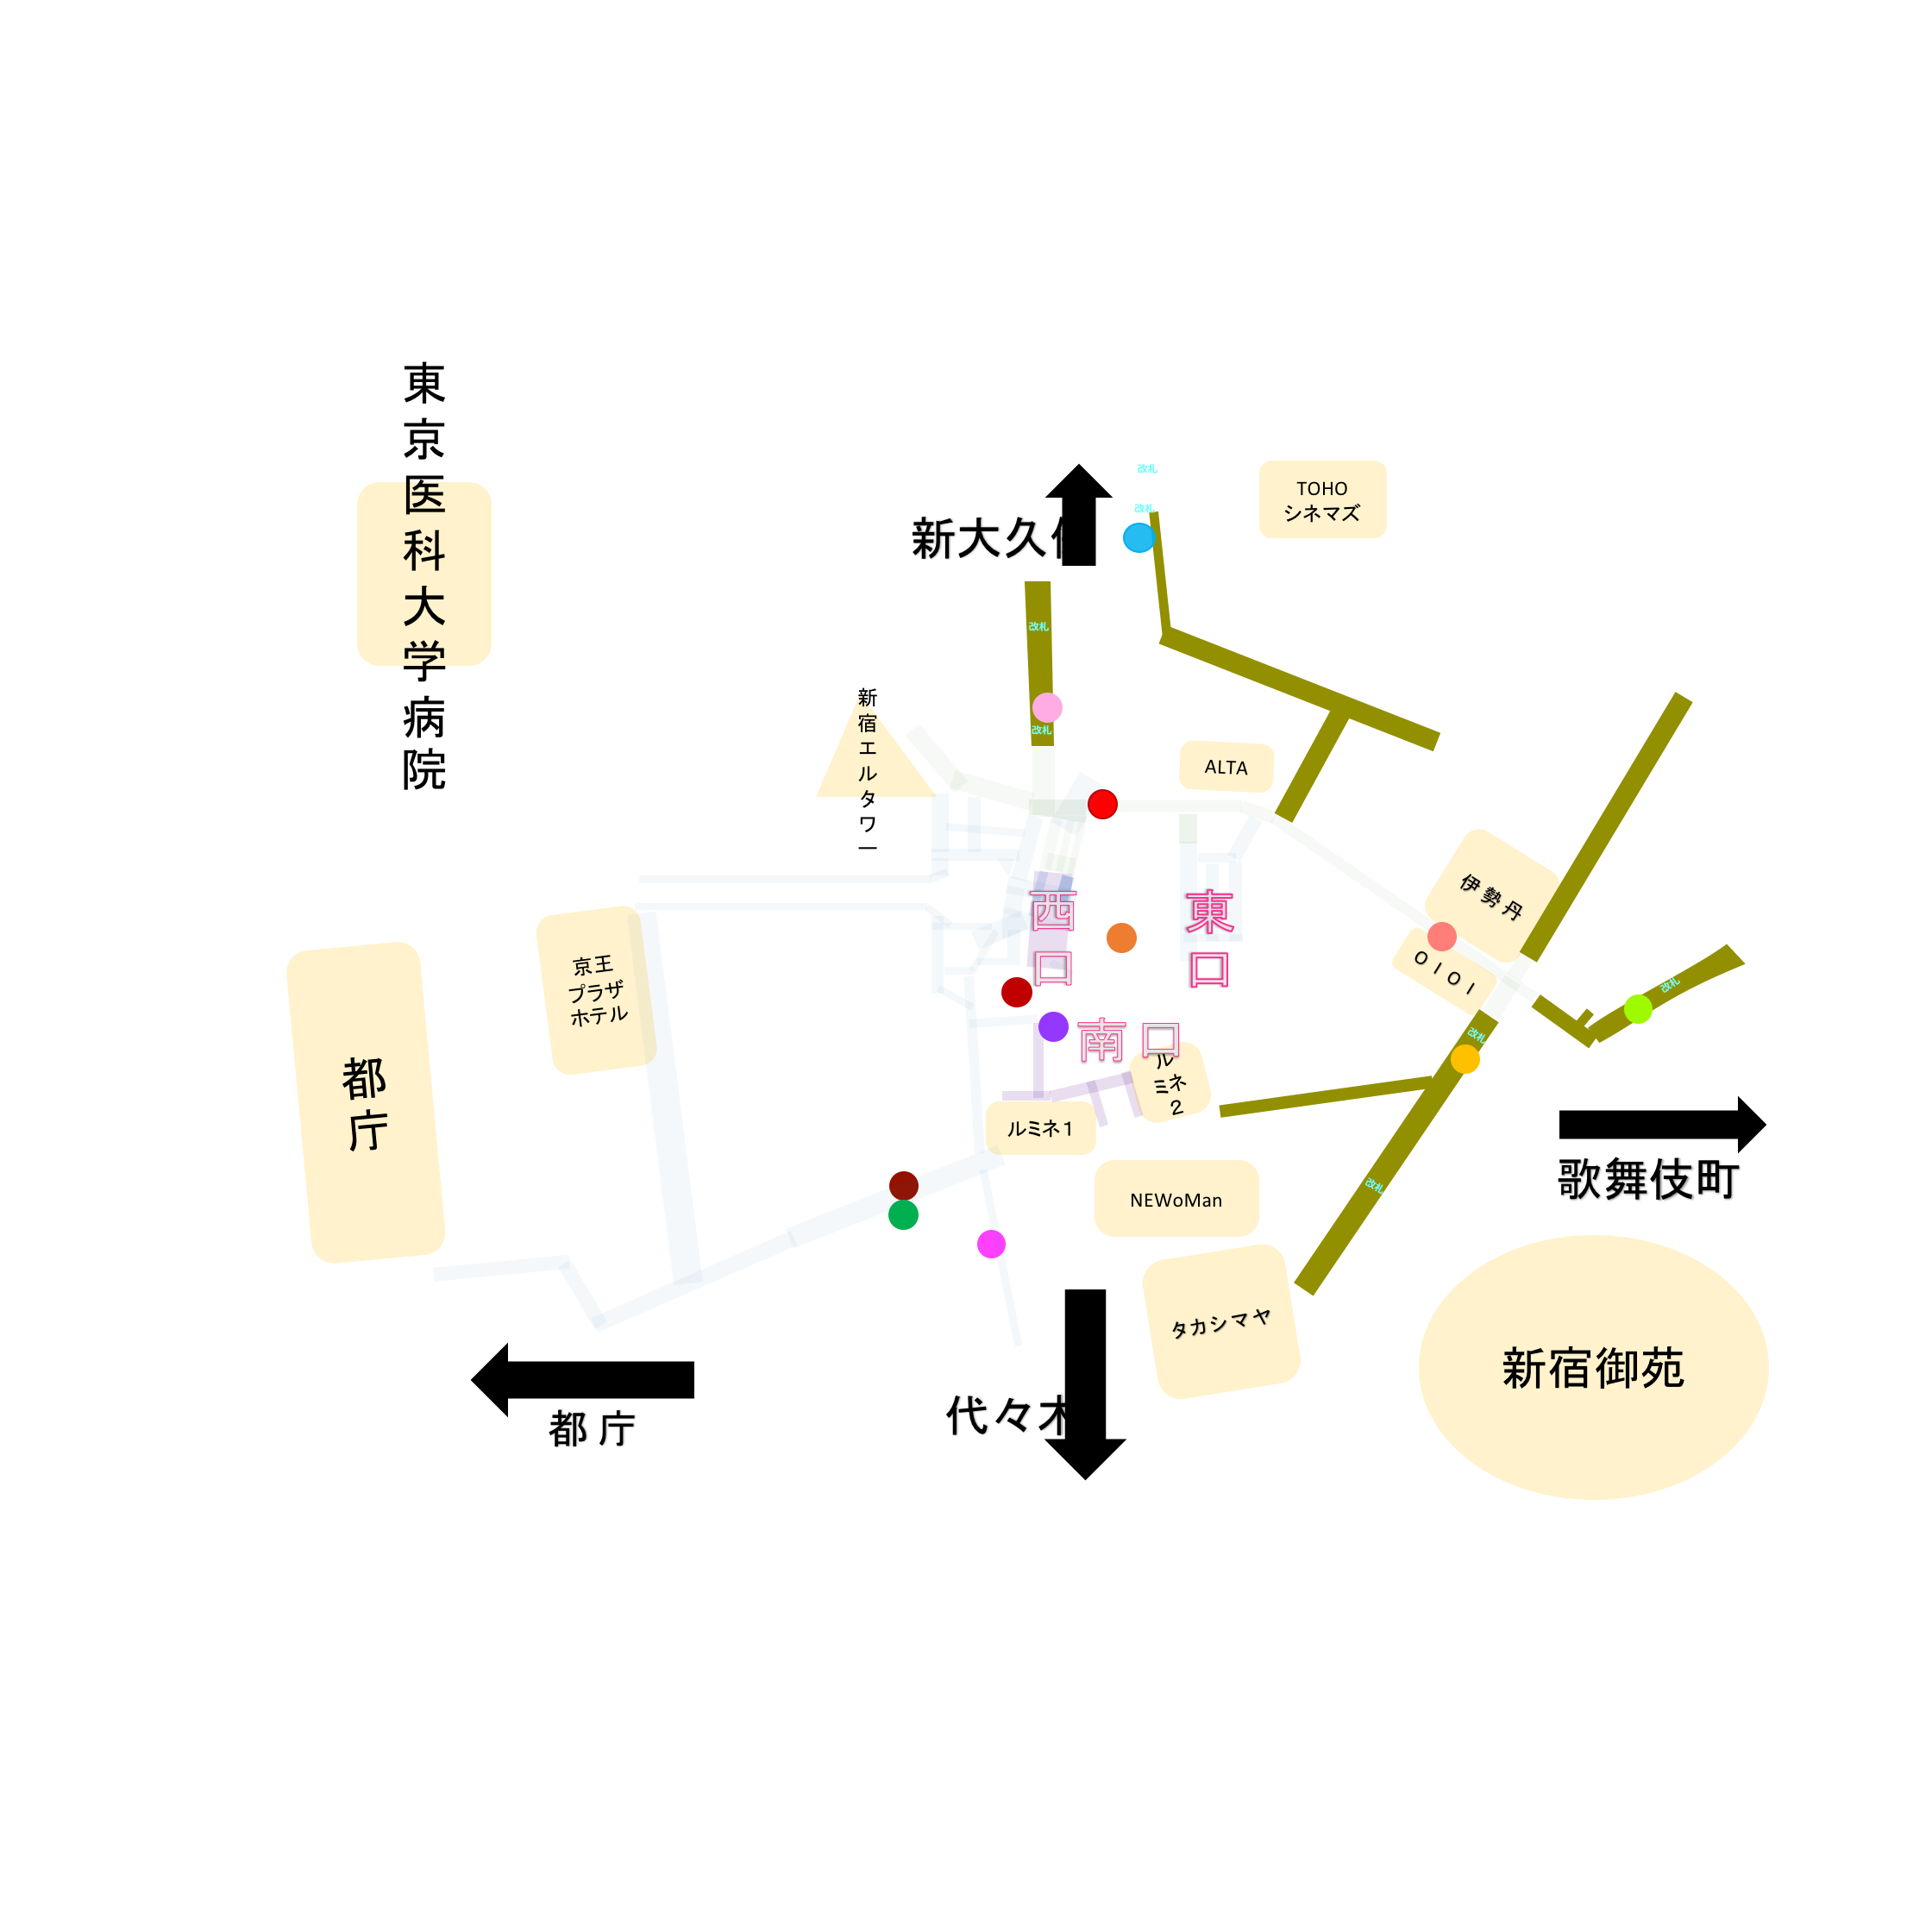 東京医科大学病院
改札
TOHO
シネマズ
改札
新大久
改札
新宿エルタワー
改札
ALTA
伊勢丹
西口
東口
OIOI
京王
プラザ
ホテル
改札
改札
南口
都庁
ルミネ2
ルミネ1
歌舞伎町
改札
NEWoMan
タカシマヤ
新宿御苑
代々木
都庁